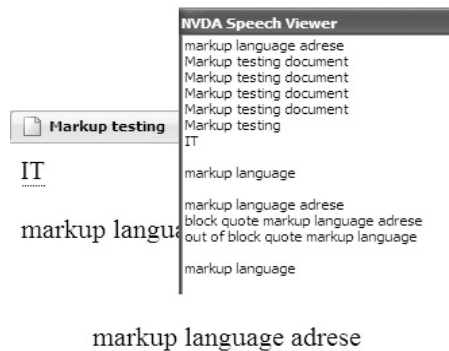 NVDA Speech Viewer
markup language adrese
Markup testing document
Markup testing document
Markup testing document
Markup testing document
Markup testing
IT
markup language
markup language adrese
block quote markup language adrese
out of block quote markup language
markup language
Markup testing
IT
markup langua
markup language adrese